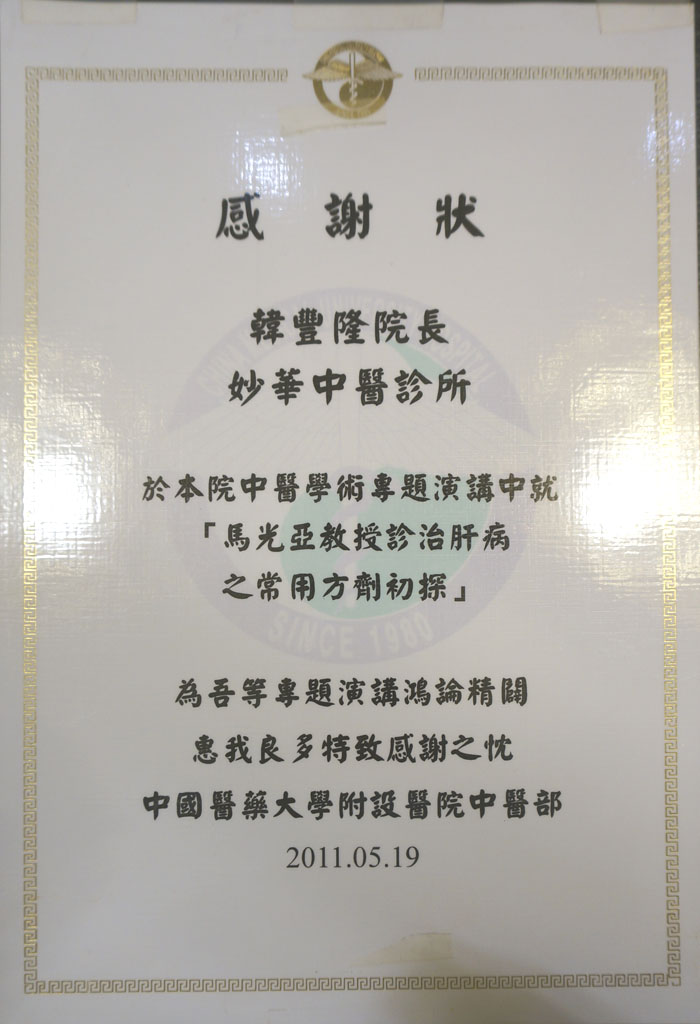 感謝狀
韓豐隆院長
妙華中醫診所
於本院中醫學術專題演講中就
「馬光亞教授診治肝病
之常用方劑初探」
SINCE 1980
為吾等專題演講鴻論精闢
惠我良多特致感謝之忱
中國醫藥大學附設醫院中醫部
2011.05.19